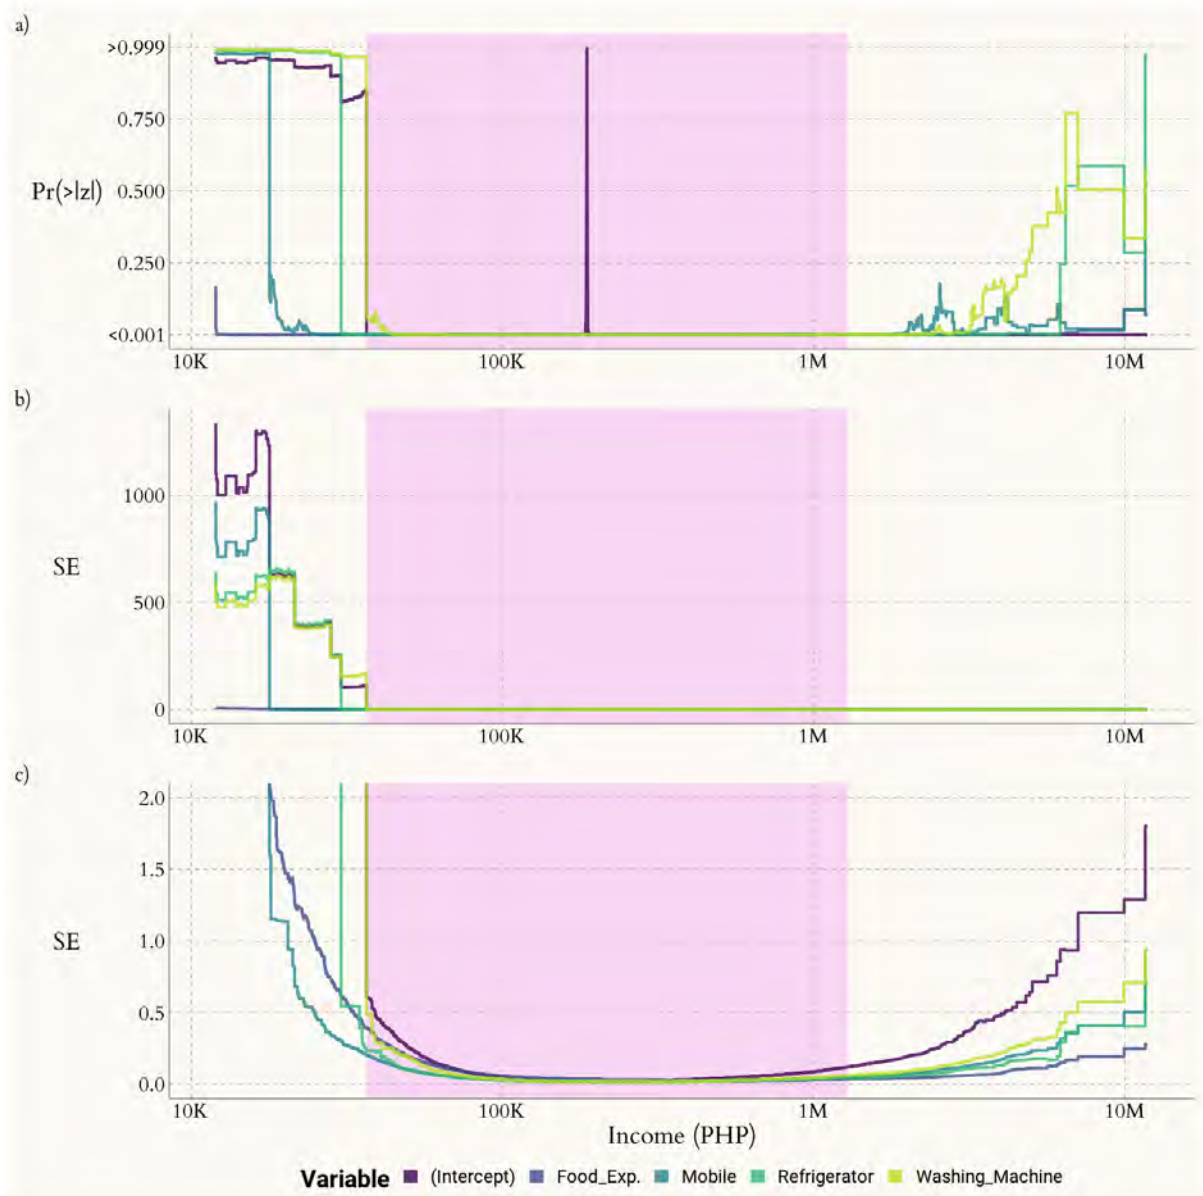 a)
>0.999
0.750
Pr(>|z|)
0.500
0.250
<0.001
10K 100K 1M 10M
b)
1000
SE
500
0
10K 100K 1M 10M
c)
2.0
1.5
SE
1.0
0.5
0.0
10K 100K 1M 10M
Income (PHP)
Variable (Intercept) Food_Exp. Mobile Refrigerator Washing_Machine